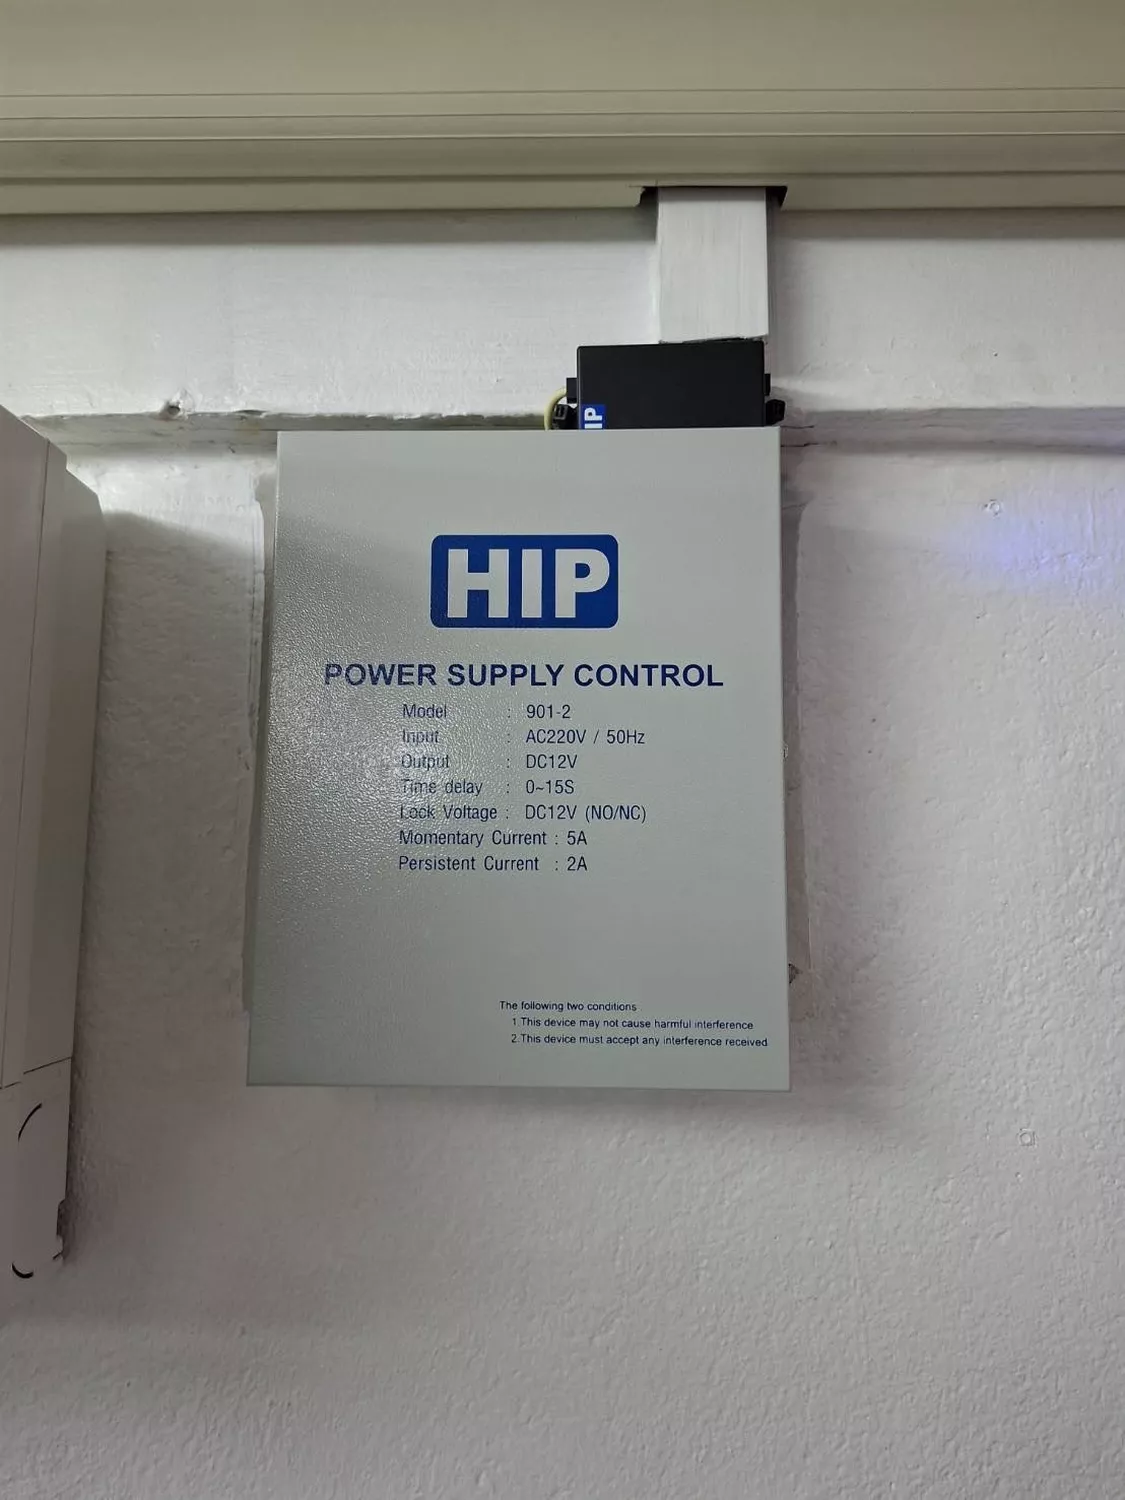 HIP
HIP
POWER SUPPLY CONTROL
Model : 901-2
Input : AC220V / 50Hz
Output : DC12V
Time delay : 0~15S
Lock Voltage : DC12V (NO/NC)
Momentary Current : 5A
Persistent Current : 2A
The following two conditions
1.This device may not cause harmful interference
2.This device must accept any interference received